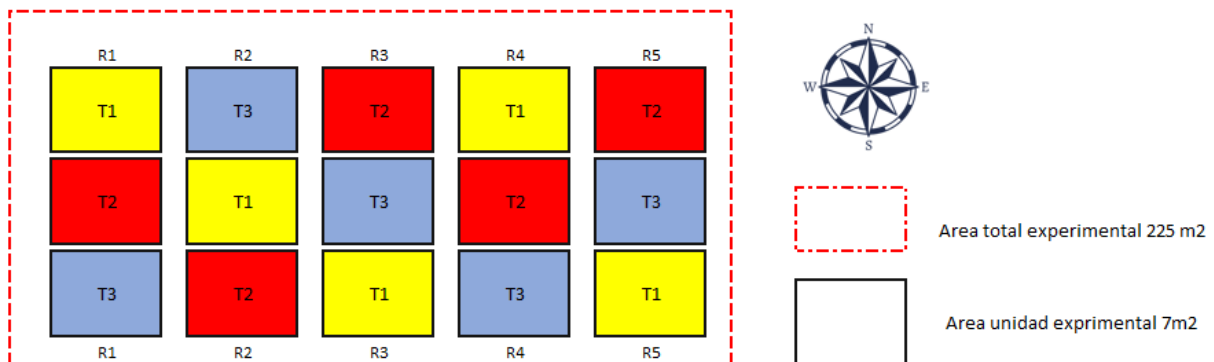 R1 R2 R3 R4 R5
T1 T3 T2 T1 T2
T2 T1 T3 T2 T3
T3 T2 T1 T3 T1
R1 R2 R3 R4 R5
N
W E
S
Area total experimental 225 m2
Area unidad exprimental 7m2